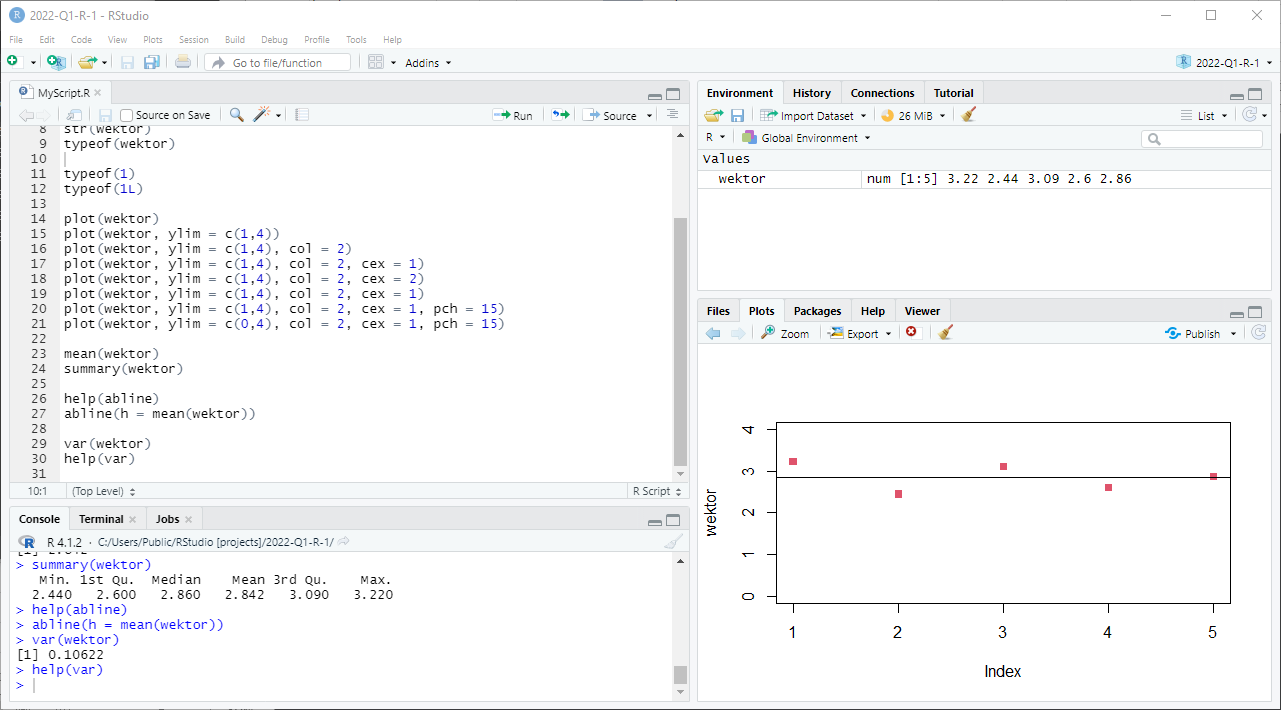 2022-Q1-R-1 - RStudio
File Edit Code View Plots Session Build Debug Profile Tools Help
Go to file/function Addins 2022-Q1-R-1
MyScript.R
Source on Save Run Source
8 str(wektor)
9 typeof(wektor)
10
11 typeof(1)
12 typeof(1L)
13
14 plot(wektor)
15 plot(wektor, ylim = c(1,4))
16 plot(wektor, ylim = c(1,4), col = 2)
17 plot(wektor, ylim = c(1,4), col = 2, cex = 1)
18 plot(wektor, ylim = c(1,4), col = 2, cex = 2)
19 plot(wektor, ylim = c(1,4), col = 2, cex = 1)
20 plot(wektor, ylim = c(1,4), col = 2, cex = 1, pch = 15)
21 plot(wektor, ylim = c(0,4), col = 2, cex = 1, pch = 15)
22
23 mean(wektor)
24 summary(wektor)
25
26 help(abline)
27 abline(h = mean(wektor))
28
29 var(wektor)
30 help(var)
31
10:1 (Top Level) R Script
Console Terminal Jobs
R 4.1.2 · C:/Users/Public/RStudio [projects]/2022-Q1-R-1/
[1] 2.842
> summary(wektor)
Min. 1st Qu. Median Mean 3rd Qu. Max.
2.440 2.600 2.860 2.842 3.090 3.220
> help(abline)
> abline(h = mean(wektor))
> var(wektor)
[1] 0.10622
> help(var)
>
Environment History Connections Tutorial
Import Dataset 26 MiB List
R Global Environment
Values
wektor num [1:5] 3.22 2.44 3.09 2.6 2.86
Files Plots Packages Help Viewer
Zoom Export Publish
4
3
2
1
0
wektor
1 2 3 4 5
Index